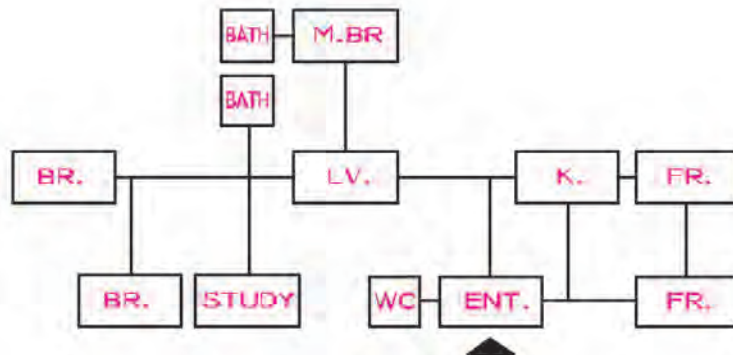 BATH M.BR
BATH
BR. LV. K. FR.
BR. STUDY WC ENT. FR.